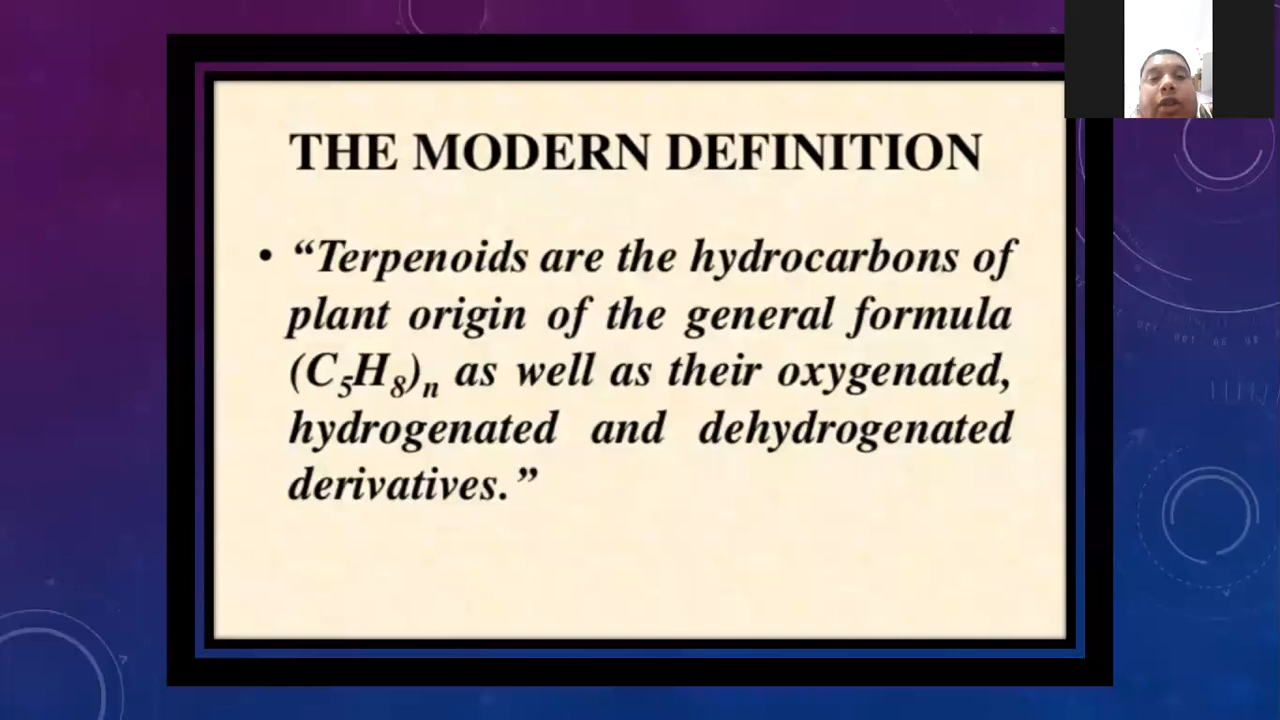 THE MODERN DEFINITION
• “Terpenoids are the hydrocarbons of
plant origin of the general formula
(C₅H₈)ₙ as well as their oxygenated,
hydrogenated and dehydrogenated
derivatives.”